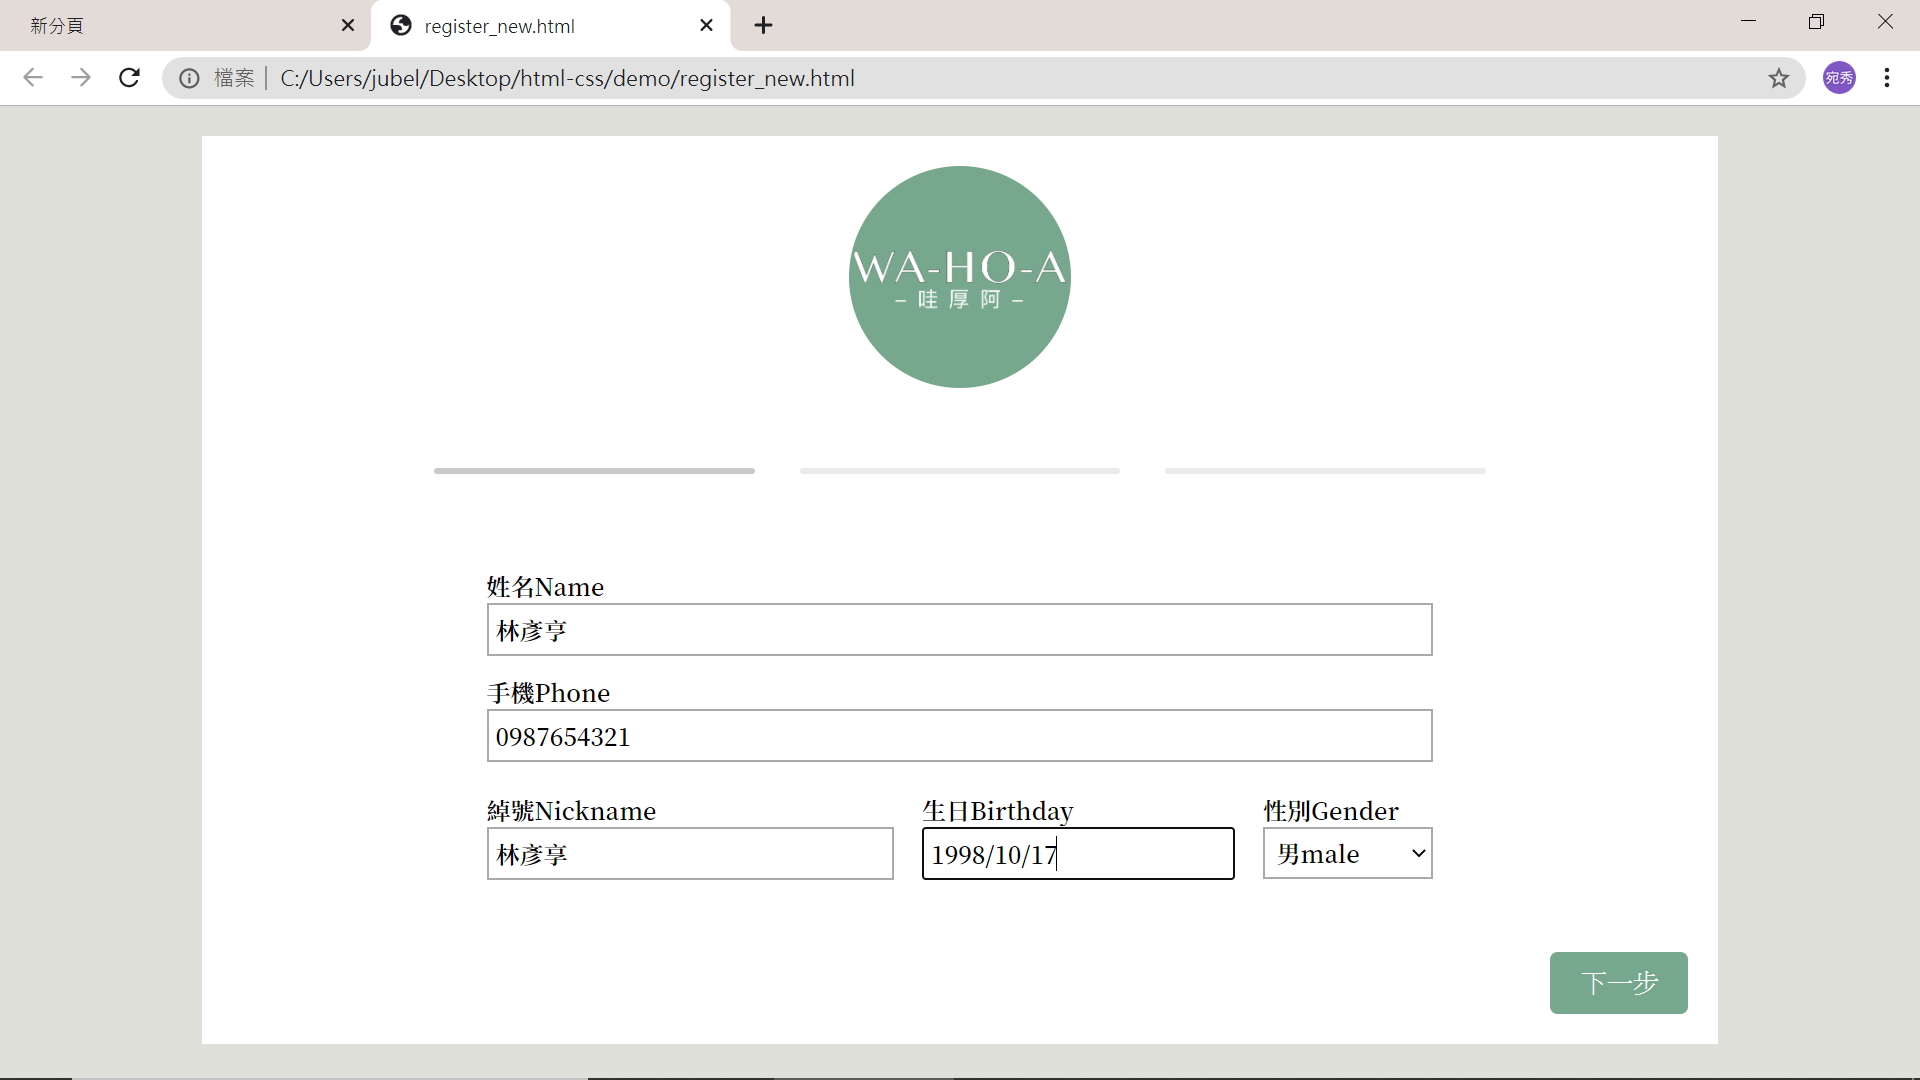 新分頁
register_new.html
檔案
C:/Users/jubel/Desktop/html-css/demo/register_new.html
宛秀
WA-HO-A
– 哇厚阿 –
姓名Name
林彥亨
手機Phone
0987654321
綽號Nickname 生日Birthday 性別Gender
林彥亨 1998/10/17 男male
下一步